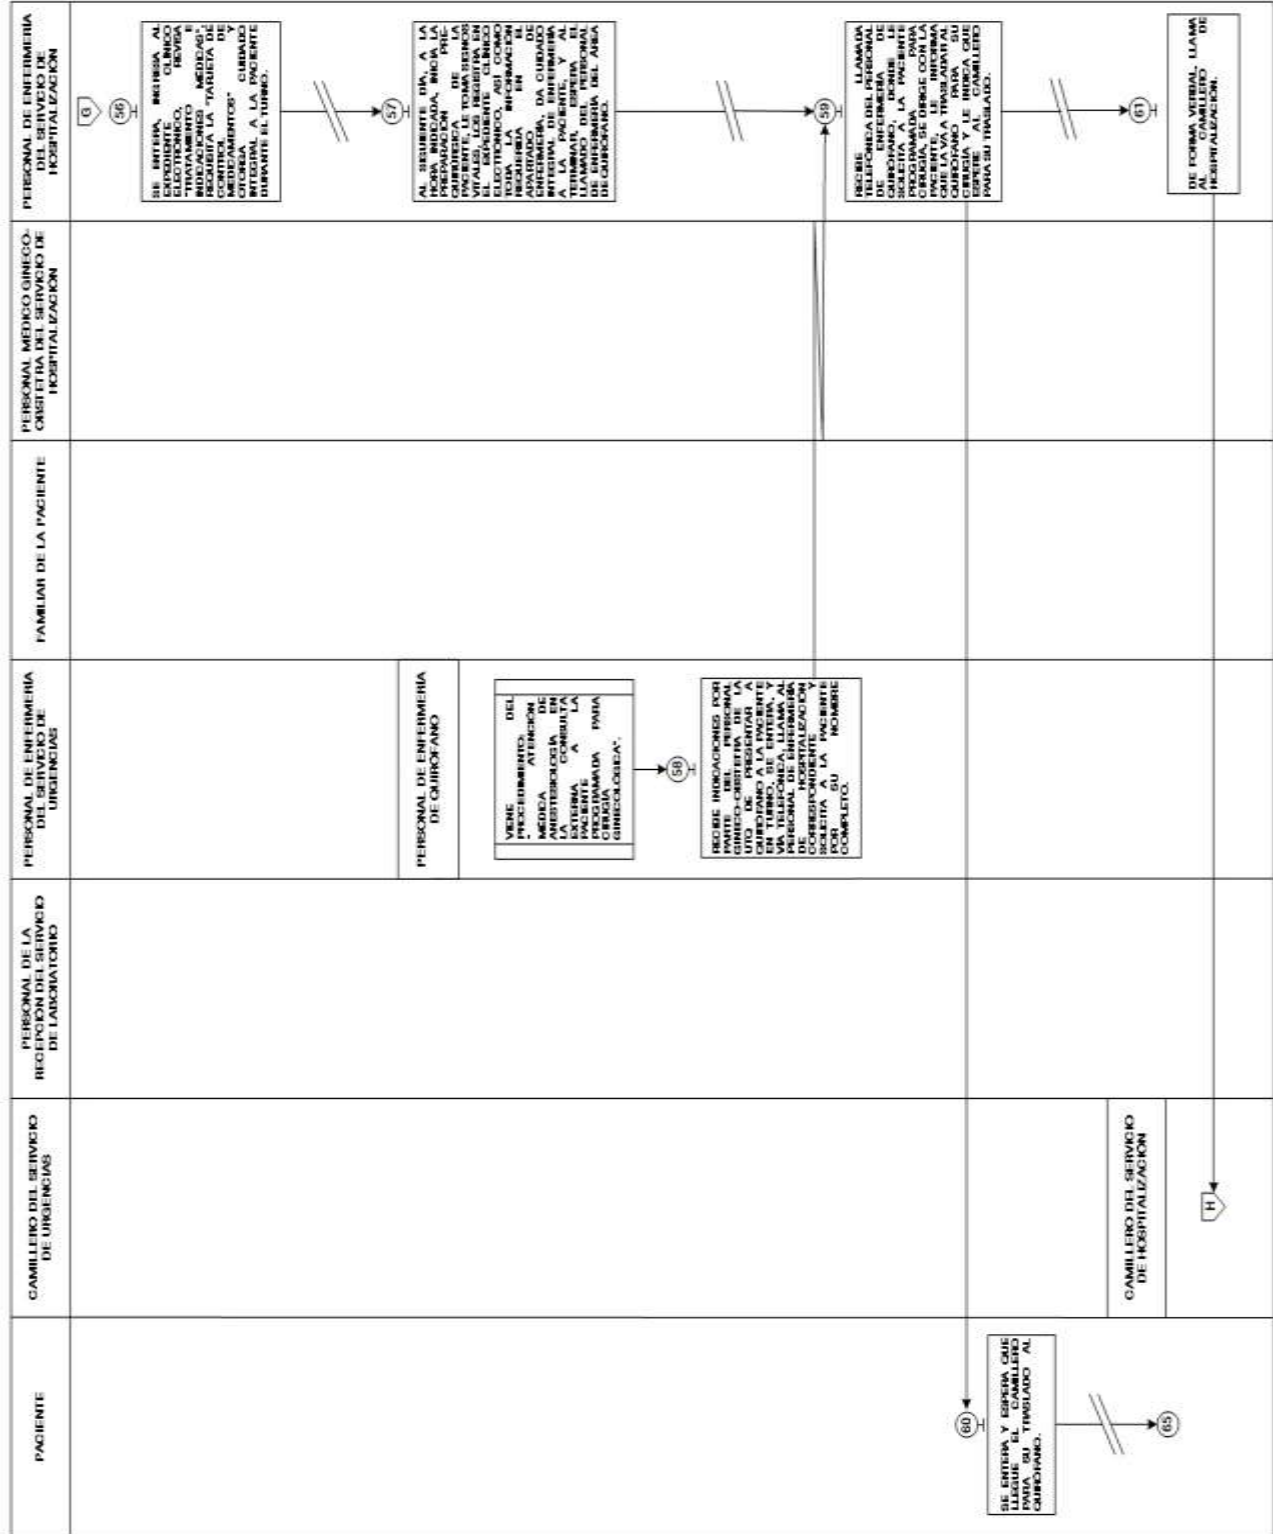 PACIENTE
CAMILLERO DEL SERVICIO
DE URGENCIAS
PERSONAL DE LA
RECEPCIÓN DEL SERVICIO
DE LABORATORIO
PERSONAL DE ENFERMERÍA
DEL SERVICIO DE
URGENCIAS
FAMILIAR DE LA PACIENTE
PERSONAL MÉDICO GINECO-
OBSTETRA DEL SERVICIO DE
HOSPITALIZACIÓN
PERSONAL DE ENFERMERÍA
DEL SERVICIO DE
HOSPITALIZACIÓN
G
56
SE ENTERA, INGRESA AL
EXPEDIENTE CLÍNICO
ELECTRÓNICO, REVISA
"TRATAMIENTO E
INDICACIONES MÉDICAS",
REQUISITA LA "TARJETA DE
CONTROL DE
MEDICAMENTOS" Y
OTORGA CUIDADO
INTEGRAL A LA PACIENTE
DURANTE EL TURNO.
57
AL SIGUIENTE DÍA, A LA
HORA INDICADA, INICIA LA
PREPARACIÓN PRE-
QUIRÚRGICA DE LA
PACIENTE, LE TOMA SIGNOS
VITALES, LOS REGISTRA EN
EL EXPEDIENTE CLÍNICO
ELECTRÓNICO, ASÍ COMO
TODA LA INFORMACIÓN
REQUERIDA EN EL
APARTADO DE
ENFERMERÍA, DA CUIDADO
INTEGRAL DE ENFERMERÍA
A LA PACIENTE, Y AL
TERMINAR, ESPERA EL
LLAMADO DEL PERSONAL
DE ENFERMERÍA DEL ÁREA
DE QUIRÓFANO.
PERSONAL DE ENFERMERÍA
DE QUIROFANO
VIENE DEL
PROCEDIMIENTO:
" ATENCIÓN
MÉDICA DE
ANESTESIOLOGÍA EN
LA CONSULTA
EXTERNA A LA
PACIENTE
PROGRAMADA PARA
CIRUGÍA
GINECOLÓGICA".
58
RECIBE INDICACIONES POR
PARTE DEL PERSONAL
GINECO-OBSTETRA DE LA
UTQ DE PRESENTAR A
QUIRÓFANO A LA PACIENTE
EN TURNO, SE ENTERA, Y
VÍA TELEFÓNICA, LLAMA AL
PERSONAL DE ENFERMERÍA
DE HOSPITALIZACIÓN
CORRESPONDIENTE Y
SOLICITA A LA PACIENTE
POR SU NOMBRE
COMPLETO.
59
RECIBE LLAMADA
TELEFÓNICA DEL PERSONAL
DE ENFERMERÍA DE
QUIRÓFANO, DONDE LE
SOLICITA A LA PACIENTE
PROGRAMADA PARA
CIRUGÍA, SE DIRIGE CON LA
PACIENTE, LE INFORMA
QUE LA VA A TRASLADAR AL
QUIRÓFANO PARA SU
CIRUGÍA Y LE INDICA QUE
ESPERE AL CAMILLERO
PARA SU TRASLADO.
60
SE ENTERA Y ESPERA QUE
LLEGUE EL CAMILLERO
PARA SU TRASLADO AL
QUIRÓFANO.
65
61
DE FORMA VERBAL, LLAMA
AL CAMILLERO DE
HOSPITALIZACIÓN.
CAMILLERO DEL SERVICIO
DE HOSPITALIZACIÓN
H